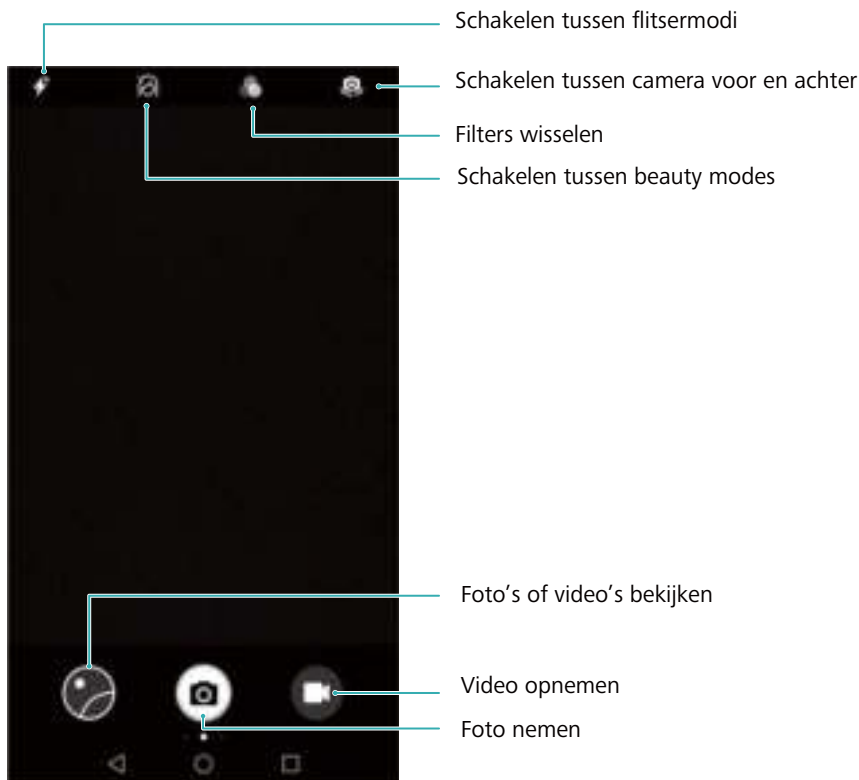 Schakelen tussen flitsermodi
Schakelen tussen camera voor en achter
Filters wisselen
Schakelen tussen beauty modes
Foto's of video's bekijken
Video opnemen
Foto nemen